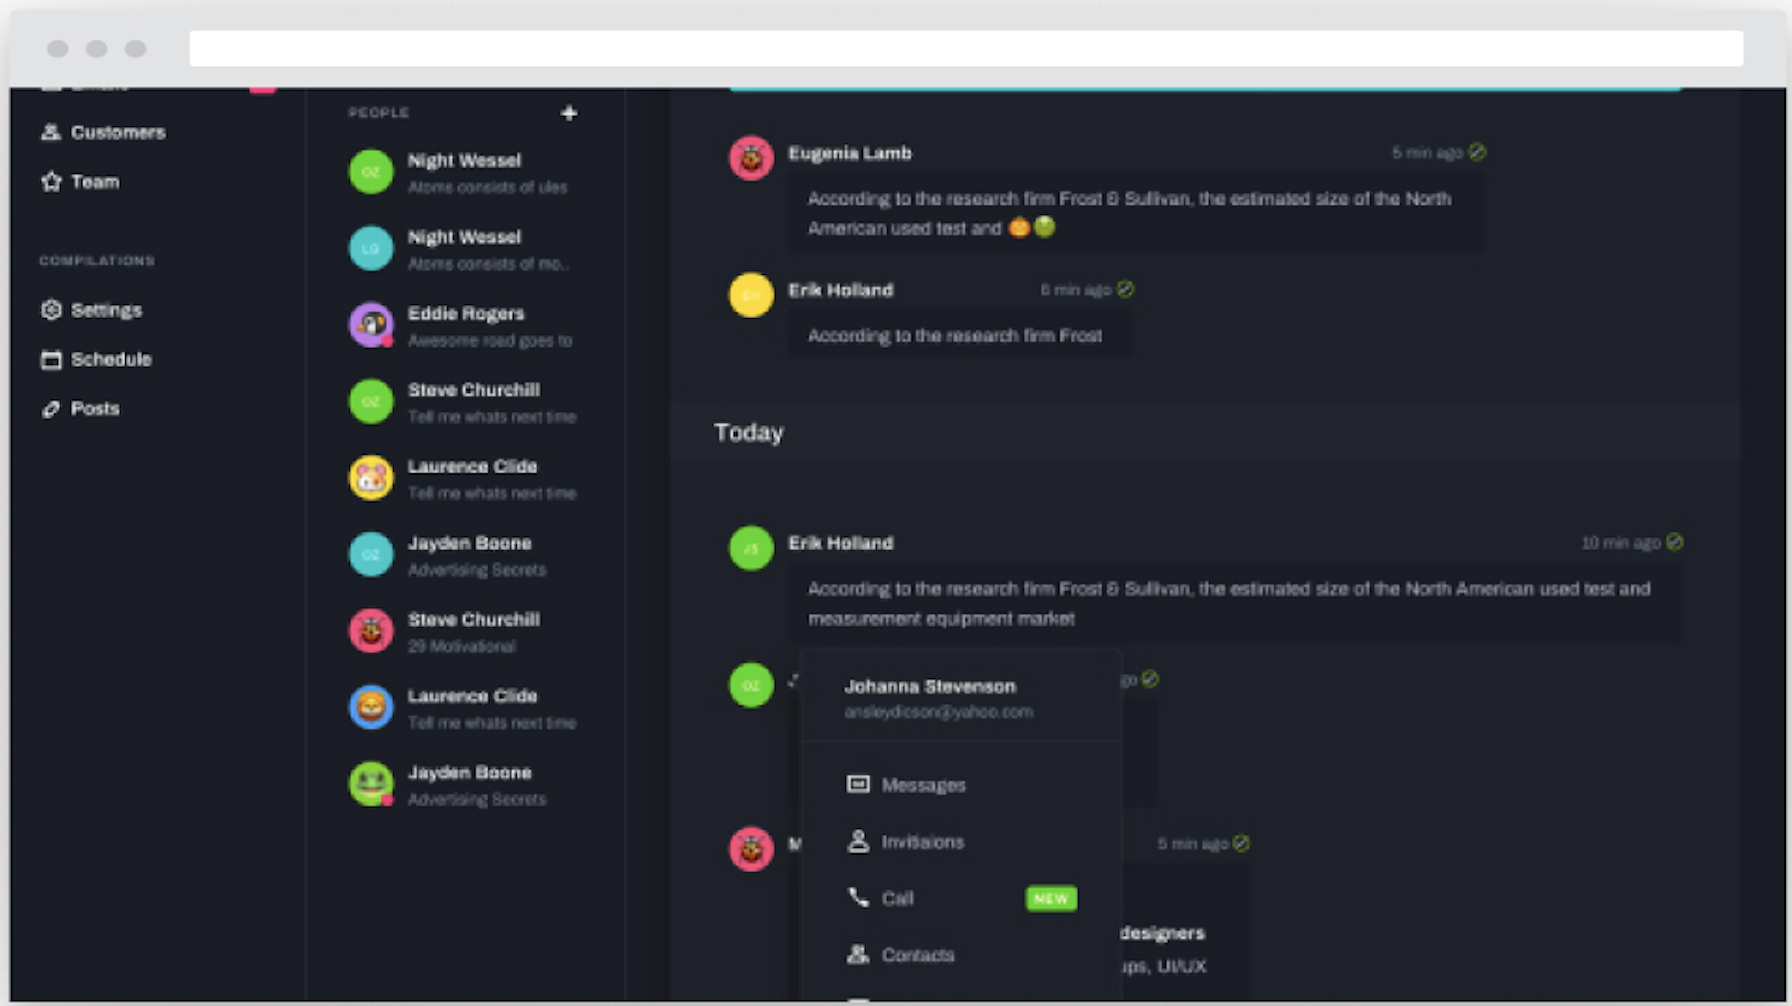 Customers
Team
COMPILATIONS
Settings
Schedule
Posts
PEOPLE
OZ
Night Wessel
Atoms consists of ules
LG
Night Wessel
Atoms consists of mo..
Eddie Rogers
Awesome road goes to
OZ
Steve Churchill
Tell me whats next time
Laurence Clide
Tell me whats next time
OZ
Jayden Boone
Advertising Secrets
Steve Churchill
29 Motivational
Laurence Clide
Tell me whats next time
Jayden Boone
Advertising Secrets
Eugenia Lamb
5 min ago
According to the research firm Frost & Sullivan, the estimated size of the North
American used test and 🎃🍏
EH
Erik Holland
6 min ago
According to the research firm Frost
Today
JS
Erik Holland
10 min ago
According to the research firm Frost & Sullivan, the estimated size of the North American used test and
measurement equipment market
OZ
go
Johanna Stevenson
ansleydicson@yahoo.com
Messages
Invitiaions
Call
NEW
Contacts
M
5 min ago
designers
ups, UI/UX